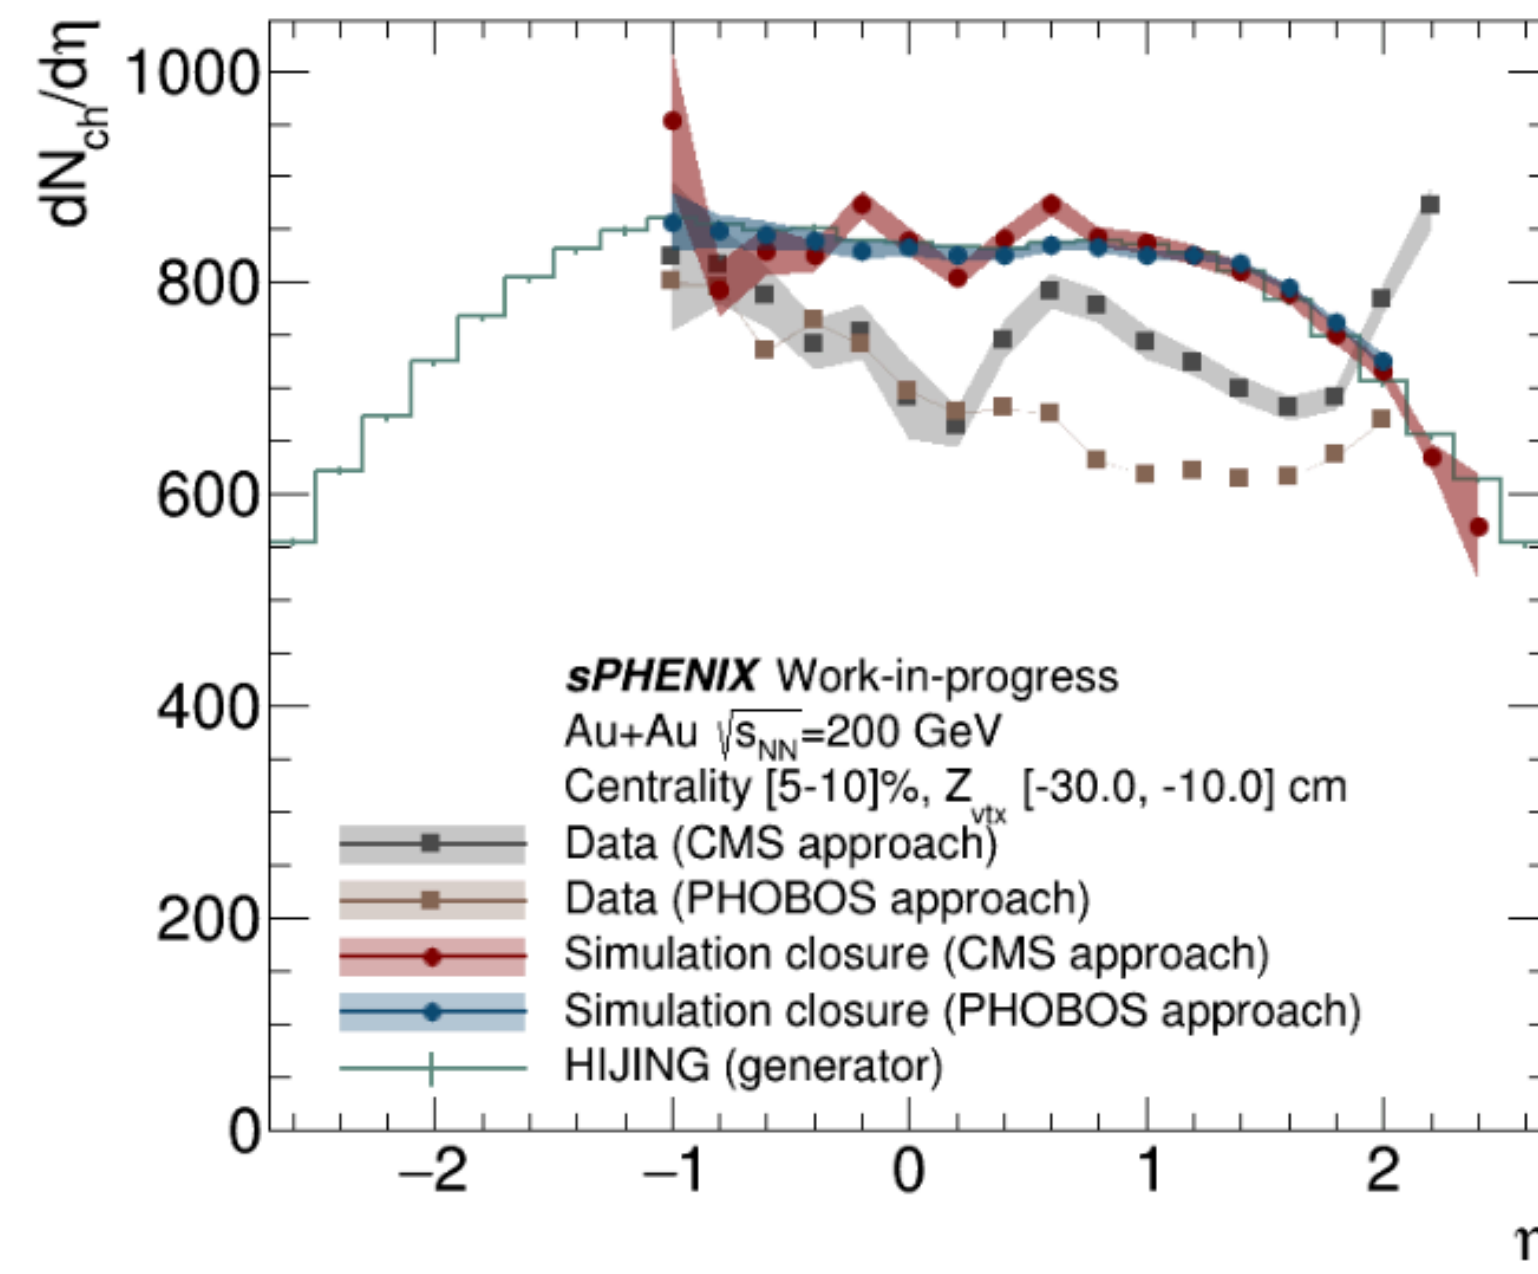 dN_ch/dη
1000
800
600
400
200
0
sPHENIX Work-in-progress
Au+Au √s_NN=200 GeV
Centrality [5-10]%, Z_vtx [-30.0, -10.0] cm
Data (CMS approach)
Data (PHOBOS approach)
Simulation closure (CMS approach)
Simulation closure (PHOBOS approach)
HIJING (generator)
−2 −1 0 1 2